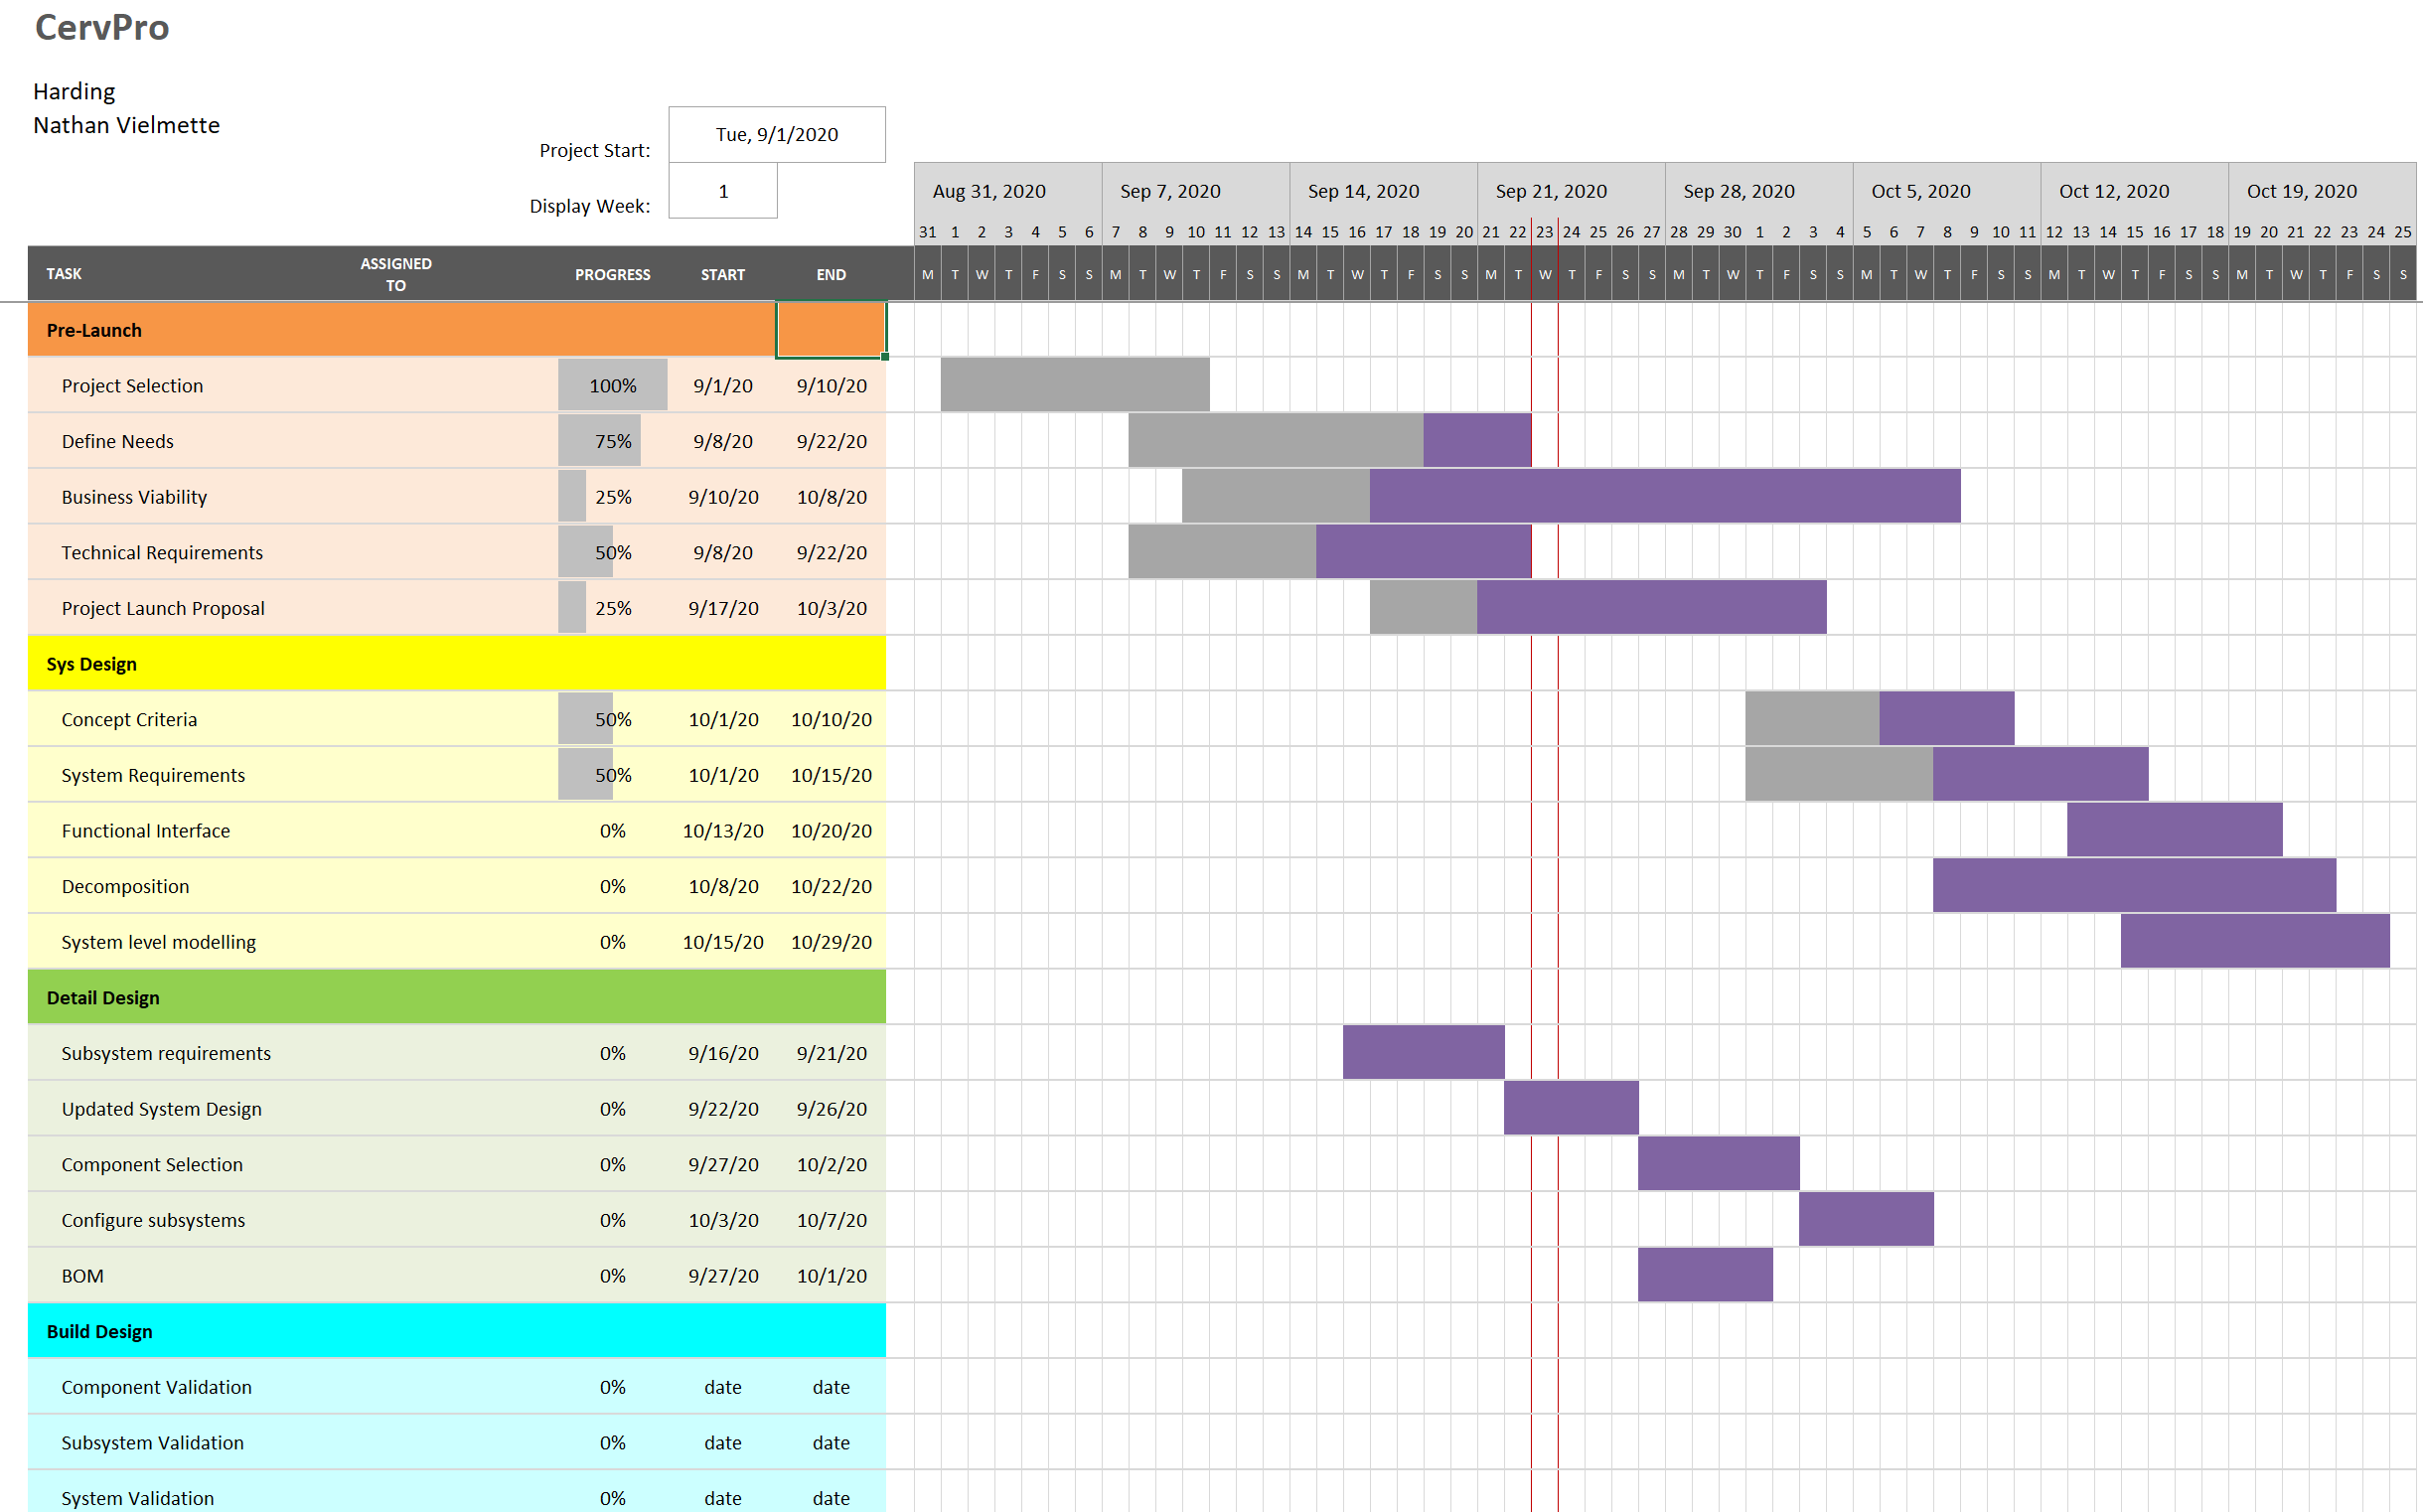 CervPro
Harding
Nathan Vielmette
Project Start: Tue, 9/1/2020
Display Week: 1
Aug 31, 2020 Sep 7, 2020 Sep 14, 2020 Sep 21, 2020 Sep 28, 2020 Oct 5, 2020 Oct 12, 2020 Oct 19, 2020
31 1 2 3 4 5 6 7 8 9 10 11 12 13 14 15 16 17 18 19 20 21 22 23 24 25 26 27 28 29 30 1 2 3 4 5 6 7 8 9 10 11 12 13 14 15 16 17 18 19 20 21 22 23 24 25
TASK ASSIGNED TO PROGRESS START END M T W T F S S M T W T F S S M T W T F S S M T W T F S S M T W T F S S M T W T F S S M T W T F S S M T W T F S S
Pre-Launch
Project Selection 100% 9/1/20 9/10/20
Define Needs 75% 9/8/20 9/22/20
Business Viability 25% 9/10/20 10/8/20
Technical Requirements 50% 9/8/20 9/22/20
Project Launch Proposal 25% 9/17/20 10/3/20
Sys Design
Concept Criteria 50% 10/1/20 10/10/20
System Requirements 50% 10/1/20 10/15/20
Functional Interface 0% 10/13/20 10/20/20
Decomposition 0% 10/8/20 10/22/20
System level modelling 0% 10/15/20 10/29/20
Detail Design
Subsystem requirements 0% 9/16/20 9/21/20
Updated System Design 0% 9/22/20 9/26/20
Component Selection 0% 9/27/20 10/2/20
Configure subsystems 0% 10/3/20 10/7/20
BOM 0% 9/27/20 10/1/20
Build Design
Component Validation 0% date date
Subsystem Validation 0% date date
System Validation 0% date date